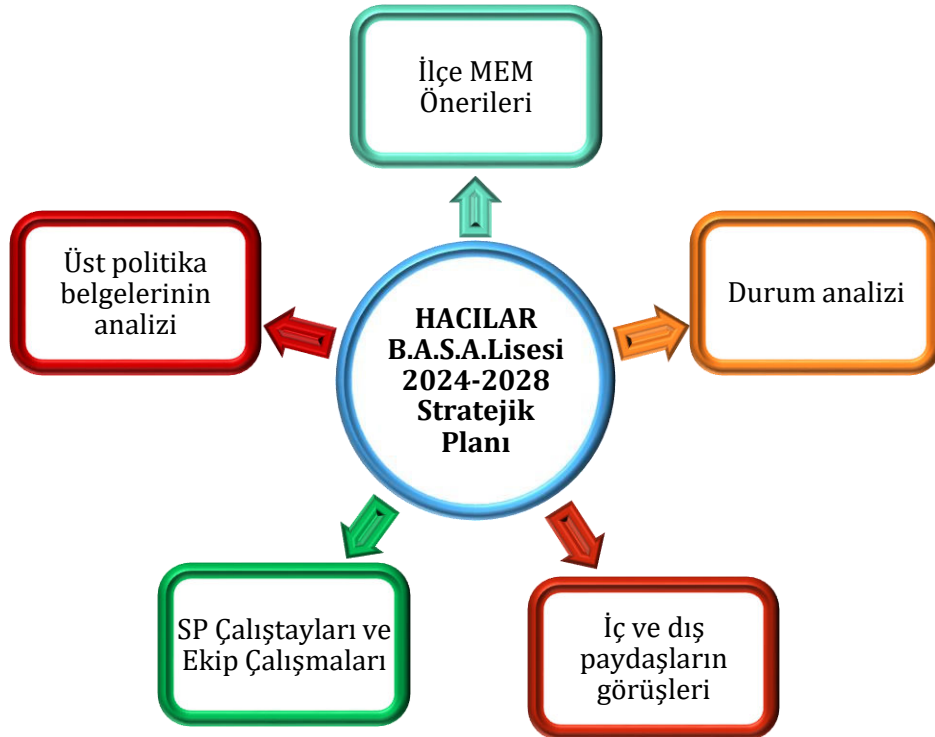 İlçe MEM
Önerileri
Üst politika
belgelerinin
analizi
HACILAR
B.A.S.A.Lisesi
2024-2028
Stratejik
Planı
Durum analizi
SP Çalıştayları ve
Ekip Çalışmaları
İç ve dış
paydaşların
görüşleri